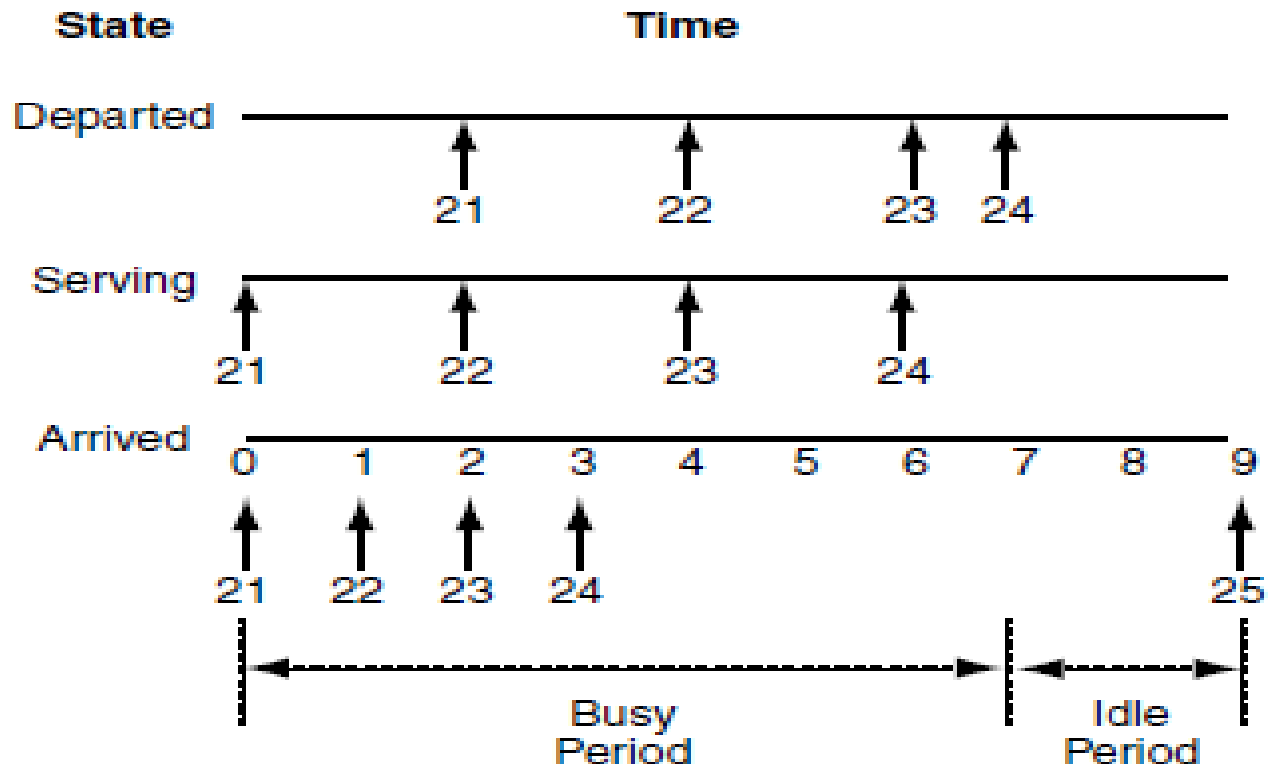 State Time
Departed
21 22 23 24
Serving
21 22 23 24
Arrived
0 1 2 3 4 5 6 7 8 9
21 22 23 24 25
Busy Idle
Period Period